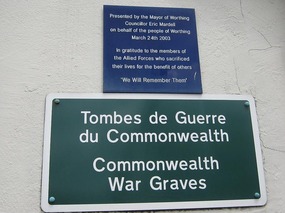 Presented by the Mayor of Worthing
Councillor Eric Mardell
on behalf of the people of Worthing
March 24th 2003
In gratitude to the members of
the Allied Forces who sacrificed
their lives for the benefit of others
'We Will Remember Them'
Tombes de Guerre
du Commonwealth
Commonwealth
War Graves